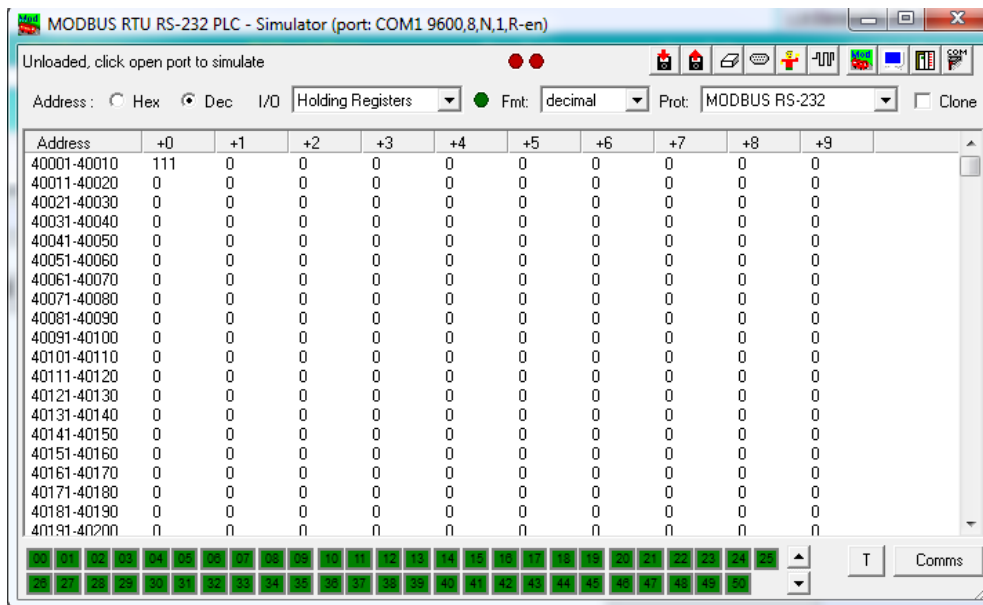 MODBUS RTU RS-232 PLC - Simulator (port: COM1 9600,8,N,1,R-en)
Unloaded, click open port to simulate
Address : Hex Dec I/O Holding Registers Fmt: decimal Prot: MODBUS RS-232 Clone
Address +0 +1 +2 +3 +4 +5 +6 +7 +8 +9
40001-40010 111 0 0 0 0 0 0 0 0 0
40011-40020 0 0 0 0 0 0 0 0 0 0
40021-40030 0 0 0 0 0 0 0 0 0 0
40031-40040 0 0 0 0 0 0 0 0 0 0
40041-40050 0 0 0 0 0 0 0 0 0 0
40051-40060 0 0 0 0 0 0 0 0 0 0
40061-40070 0 0 0 0 0 0 0 0 0 0
40071-40080 0 0 0 0 0 0 0 0 0 0
40081-40090 0 0 0 0 0 0 0 0 0 0
40091-40100 0 0 0 0 0 0 0 0 0 0
40101-40110 0 0 0 0 0 0 0 0 0 0
40111-40120 0 0 0 0 0 0 0 0 0 0
40121-40130 0 0 0 0 0 0 0 0 0 0
40131-40140 0 0 0 0 0 0 0 0 0 0
40141-40150 0 0 0 0 0 0 0 0 0 0
40151-40160 0 0 0 0 0 0 0 0 0 0
40161-40170 0 0 0 0 0 0 0 0 0 0
40171-40180 0 0 0 0 0 0 0 0 0 0
40181-40190 0 0 0 0 0 0 0 0 0 0
40191-40200 0 0 0 0 0 0 0 0 0 0
00 01 02 03 04 05 06 07 08 09 10 11 12 13 14 15 16 17 18 19 20 21 22 23 24 25 T Comms
26 27 28 29 30 31 32 33 34 35 36 37 38 39 40 41 42 43 44 45 46 47 48 49 50